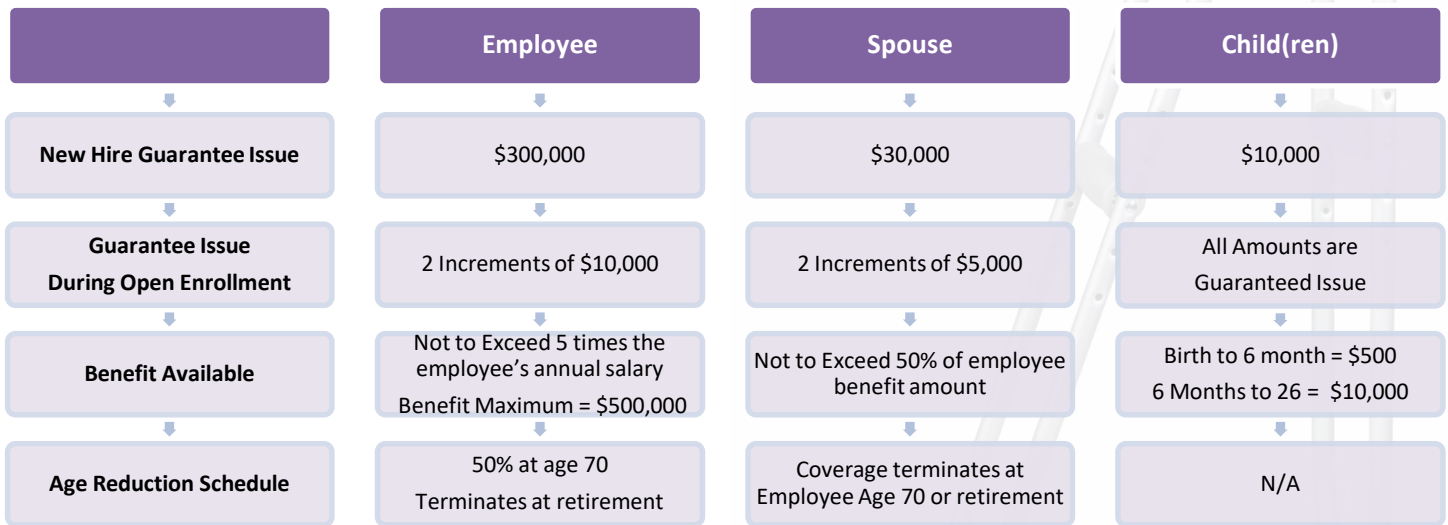 Employee
Spouse
Child(ren)
New Hire Guarantee Issue
$300,000
$30,000
$10,000
Guarantee Issue
During Open Enrollment
2 Increments of $10,000
2 Increments of $5,000
All Amounts are
Guaranteed Issue
Benefit Available
Not to Exceed 5 times the
employee’s annual salary
Benefit Maximum = $500,000
Not to Exceed 50% of employee
benefit amount
Birth to 6 month = $500
6 Months to 26 =  $10,000
Age Reduction Schedule
50% at age 70
Terminates at retirement
Coverage terminates at
Employee Age 70 or retirement
N/A